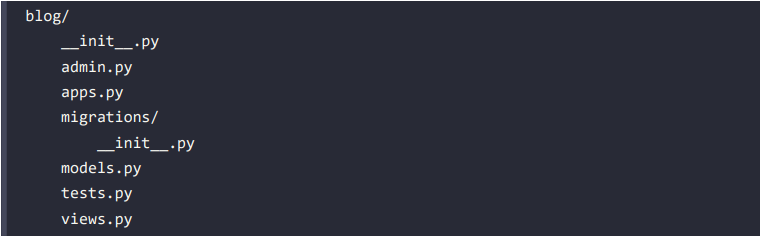 blog/
    __init__.py
    admin.py
    apps.py
    migrations/
        __init__.py
    models.py
    tests.py
    views.py